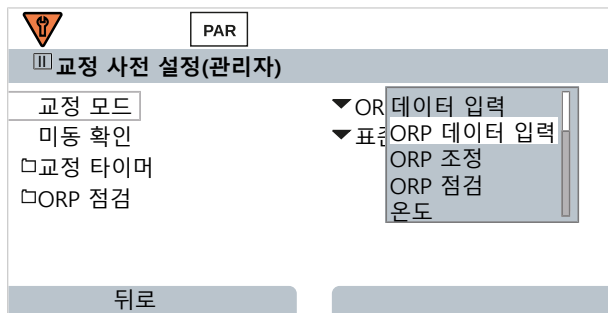 PAR
교정 사전 설정(관리자)
교정 모드
OR
데이터 입력
미동 확인
표준
ORP 데이터 입력
교정 타이머
ORP 조정
ORP 점검
ORP 점검
온도
뒤로